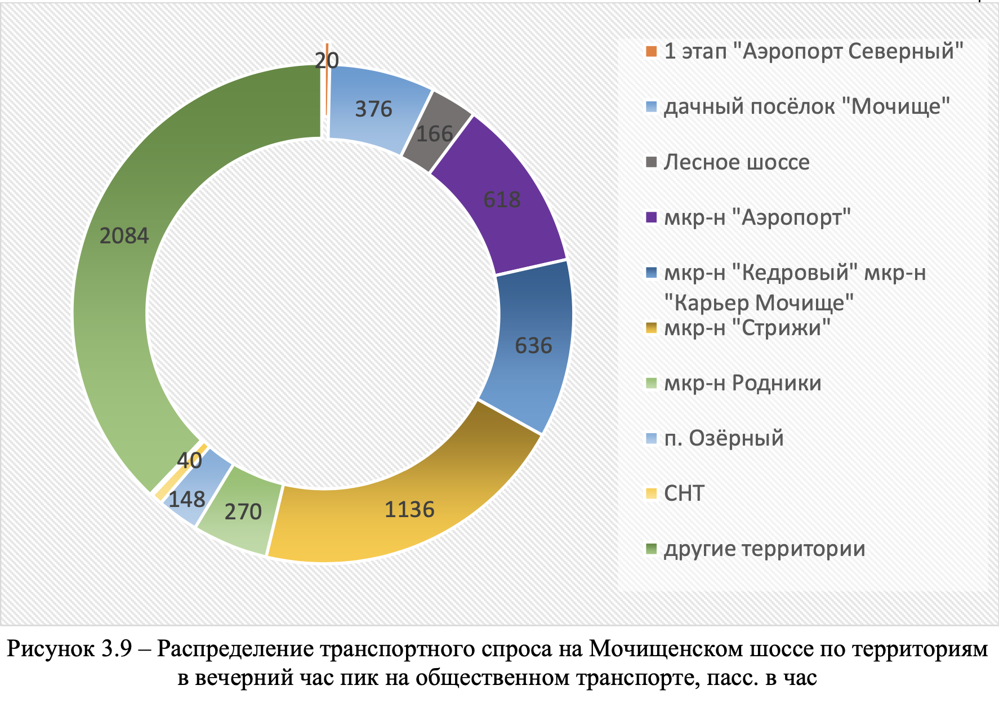 20
376
166
618
636
1136
270
148
40
2084
1 этап "Аэропорт Северный"
дачный посёлок "Мочище"
Лесное шоссе
мкр-н "Аэропорт"
мкр-н "Кедровый" мкр-н
"Карьер Мочище"
мкр-н "Стрижи"
мкр-н Родники
п. Озёрный
СНТ
другие территории
Рисунок 3.9 – Распределение транспортного спроса на Мочищенском шоссе по территориям
в вечерний час пик на общественном транспорте, пасс. в час